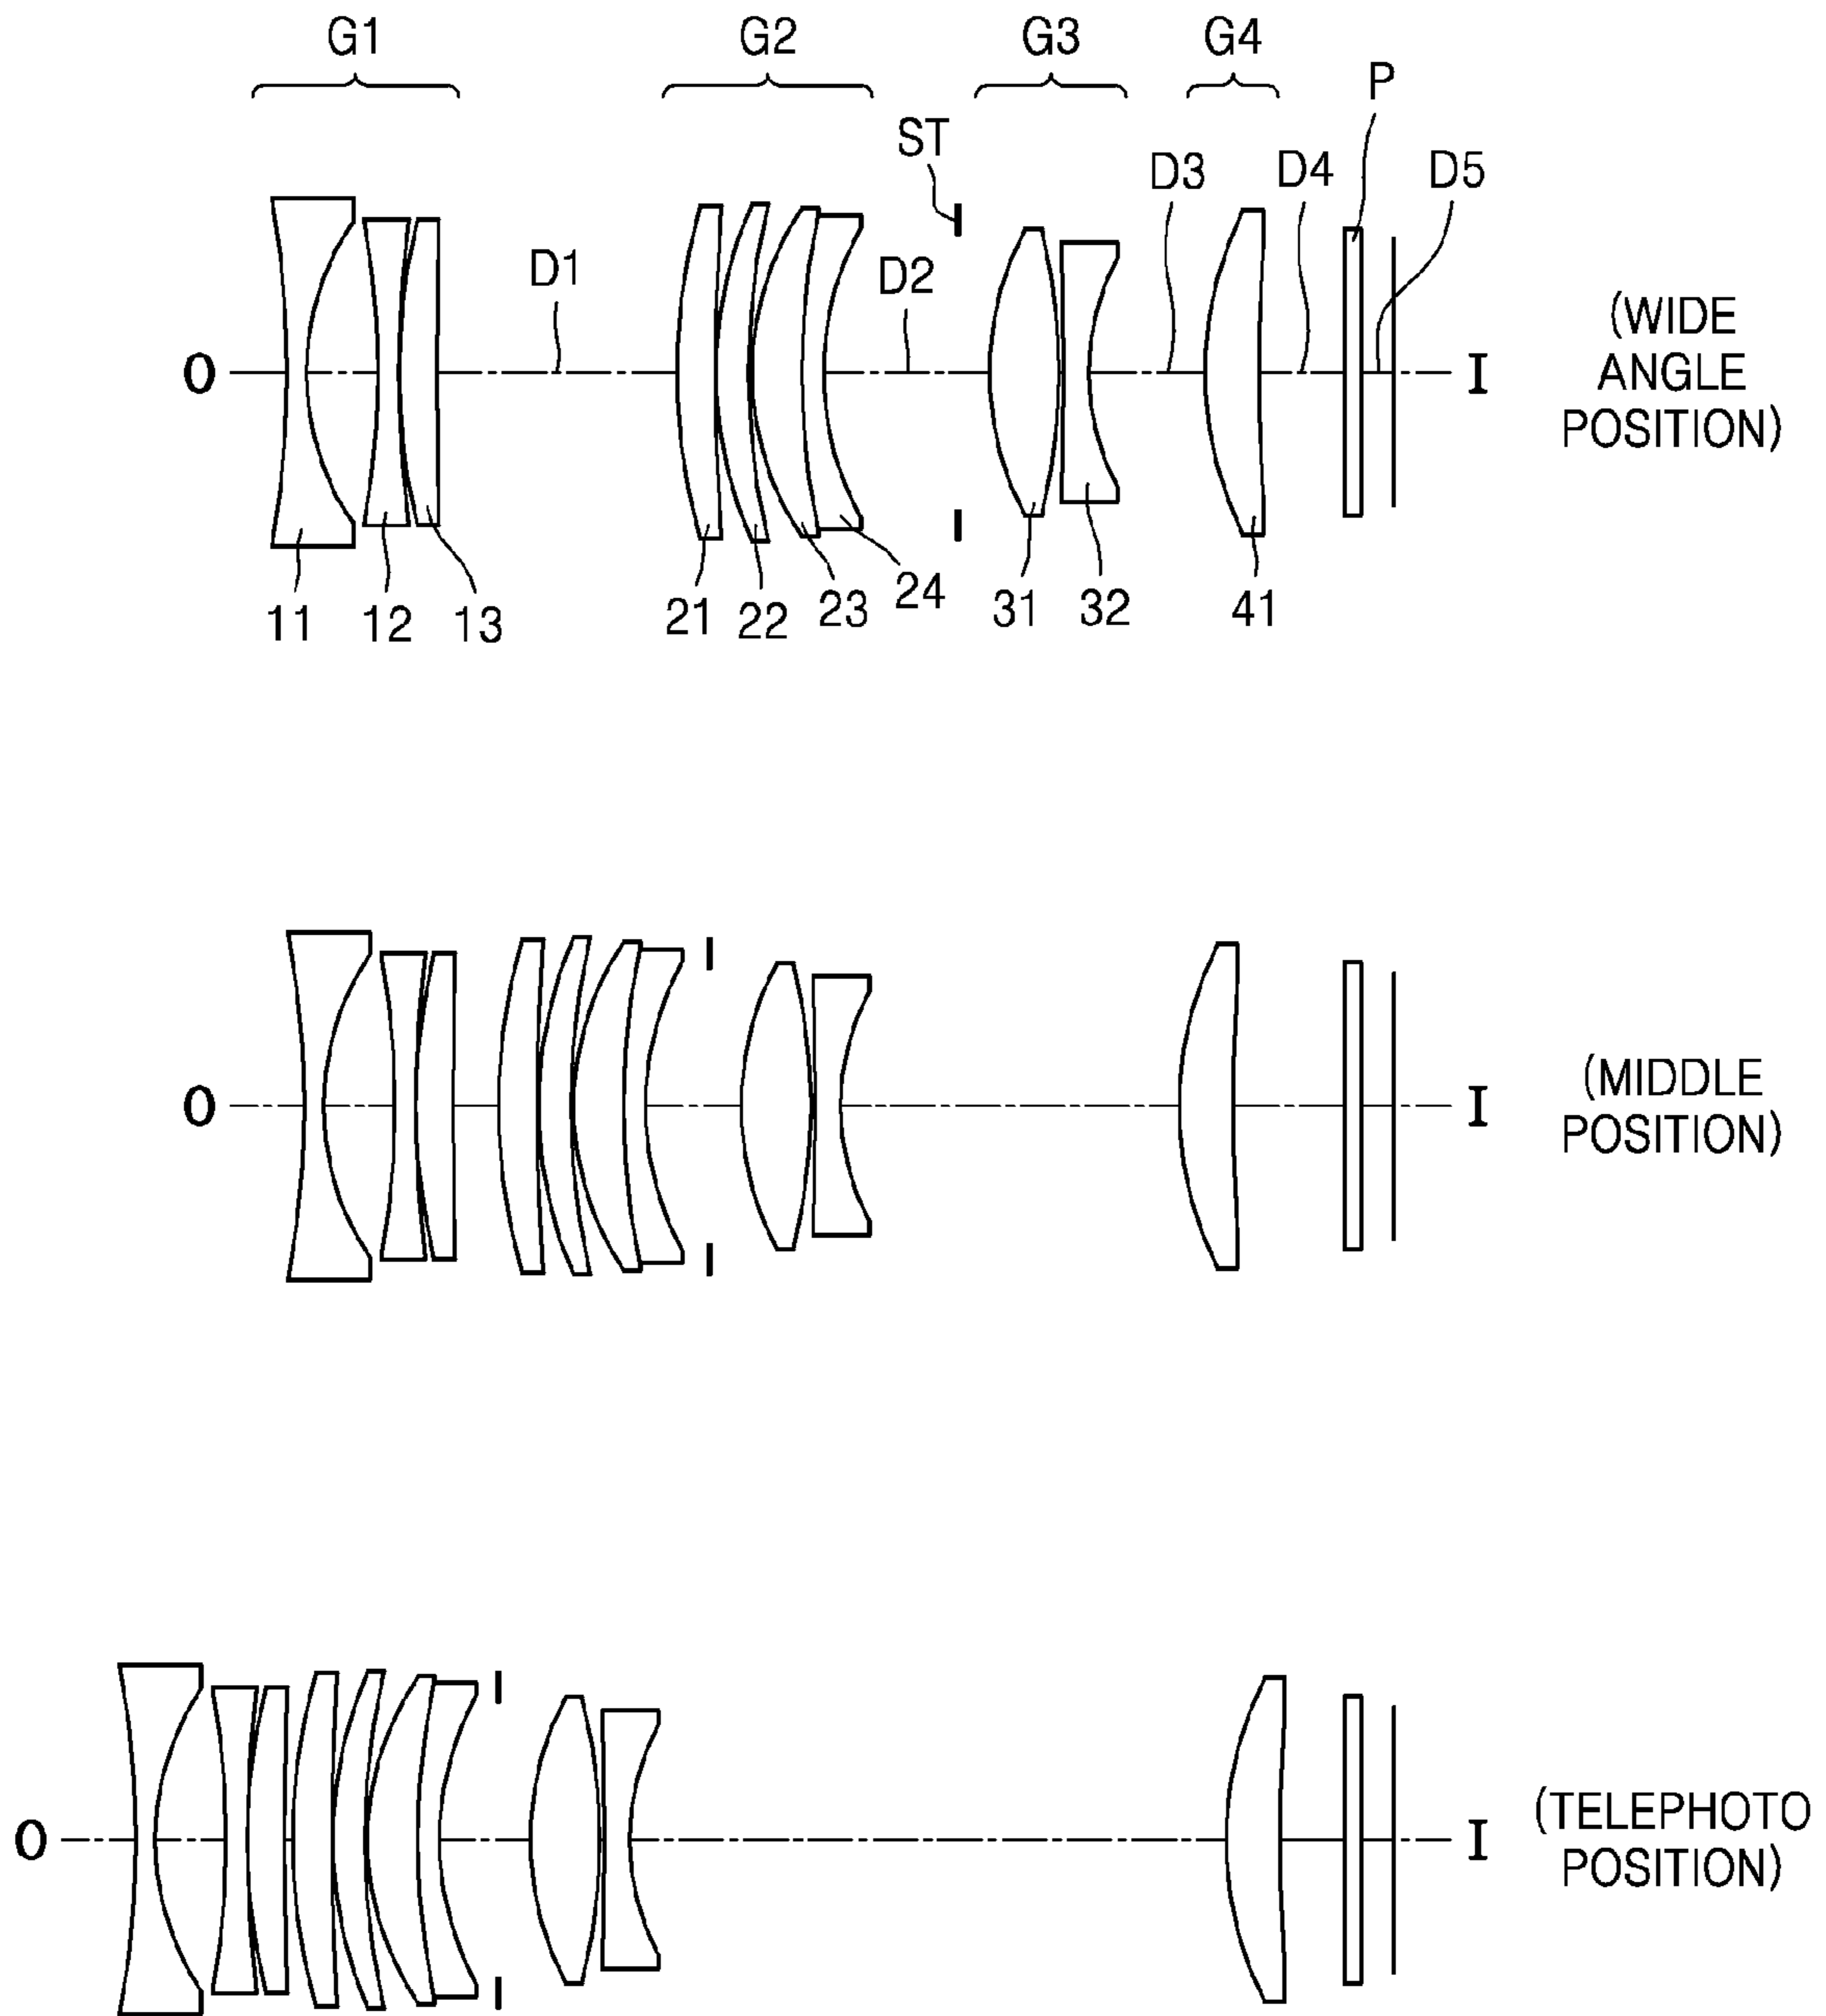 G1 G2 G3 G4
P
ST
D3 D4 D5
D1 D2
O I
(WIDE
ANGLE
POSITION)
11 12 13 21 22 23 24 31 32 41
O I
(MIDDLE
POSITION)
O I
(TELEPHOTO
POSITION)